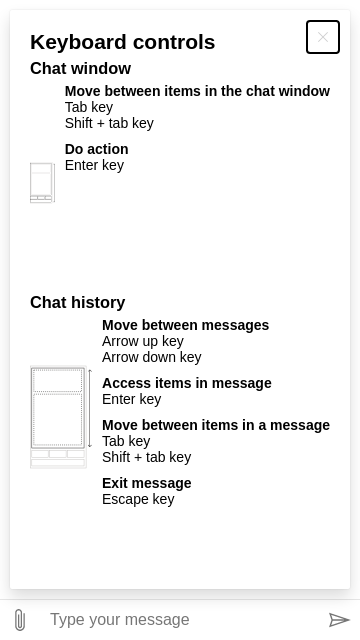 Keyboard controls
Chat window
Move between items in the chat window
Tab key
Shift + tab key
Do action
Enter key
Chat history
Move between messages
Arrow up key
Arrow down key
Access items in message
Enter key
Move between items in a message
Tab key
Shift + tab key
Exit message
Escape key
Type your message